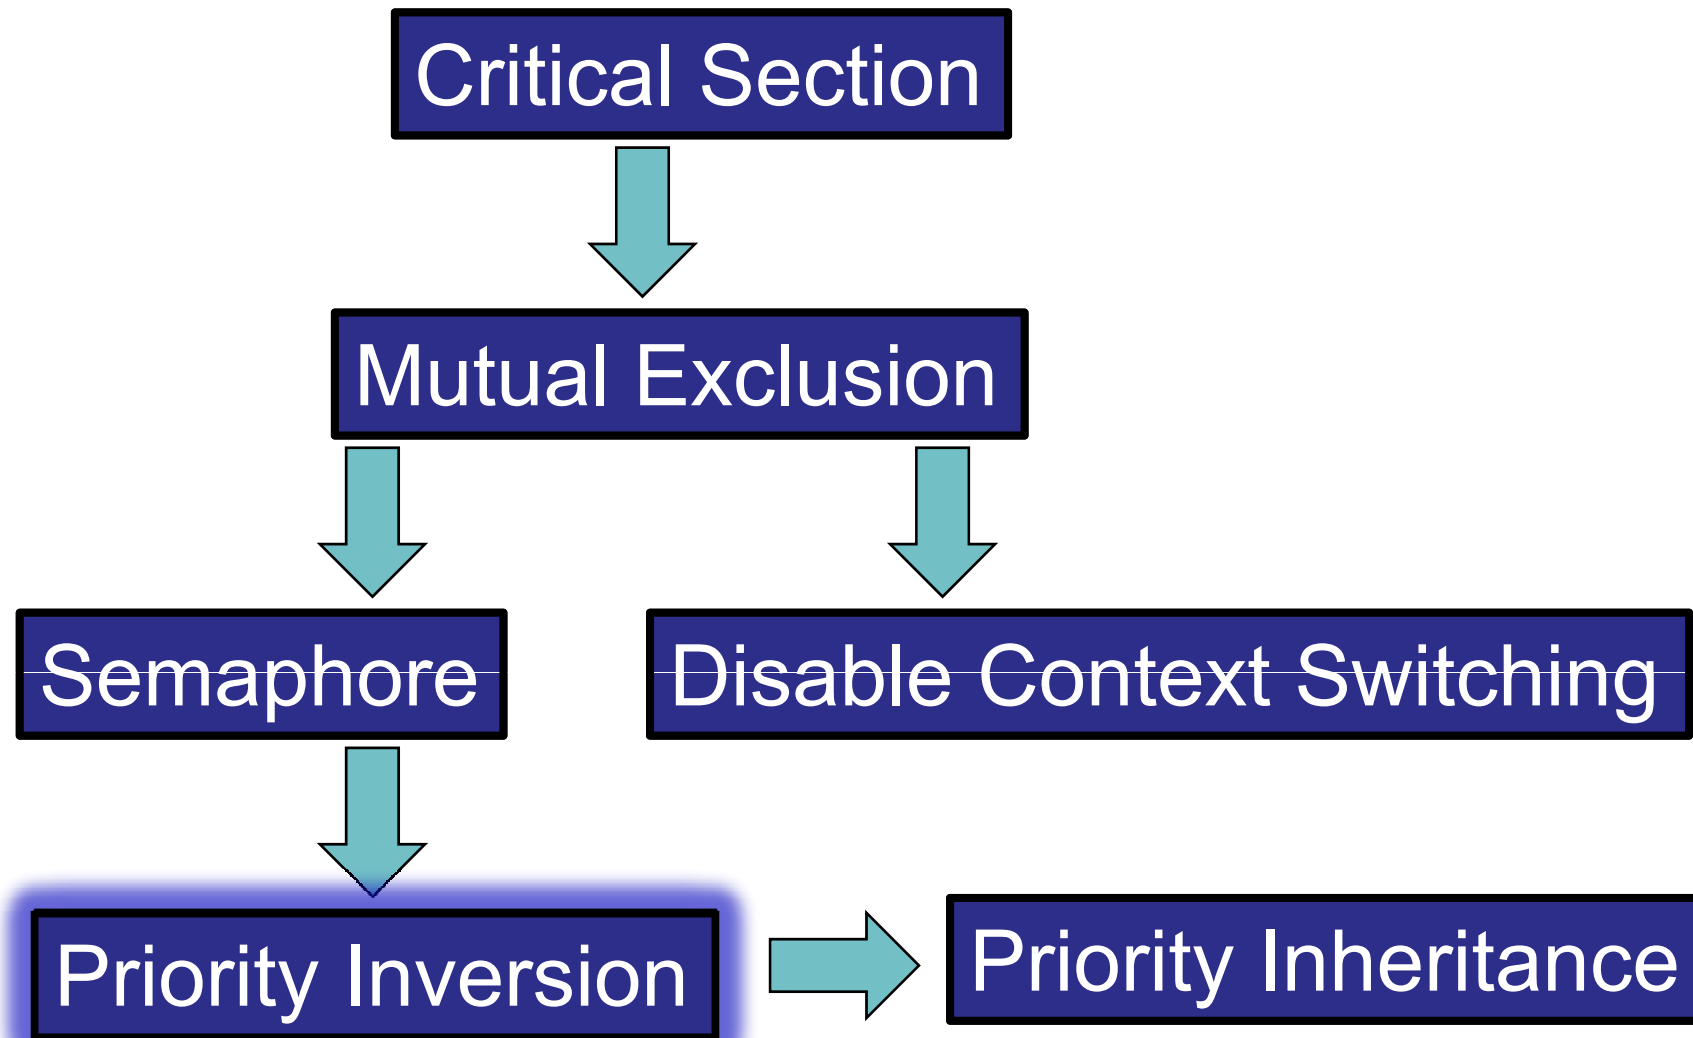 Critical Section
Mutual Exclusion
Semaphore
Disable Context Switching
Priority Inversion
Priority Inheritance